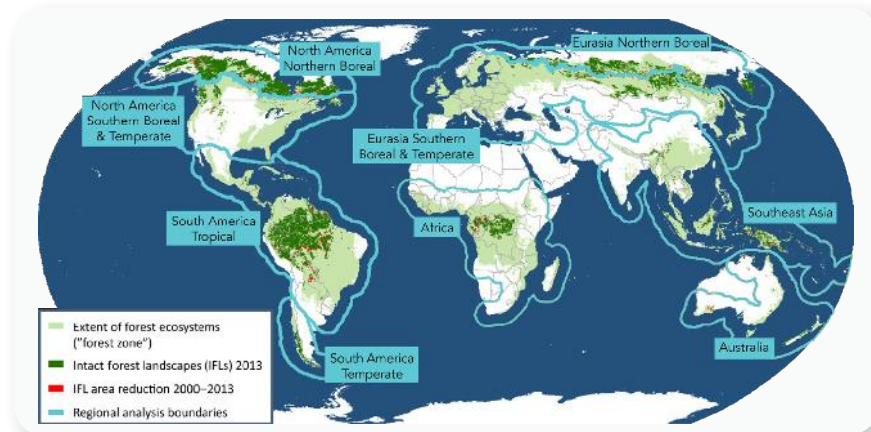 North America
Northern Boreal
Eurasia Northern Boreal
North America
Southern Boreal
& Temperate
Eurasia Southern
Boreal & Temperate
South America
Tropical
Africa
Southeast Asia
Australia
South America
Temperate
Extent of forest ecosystems
("forest zone")
Intact forest landscapes (IFLs) 2013
IFL area reduction 2000–2013
Regional analysis boundaries